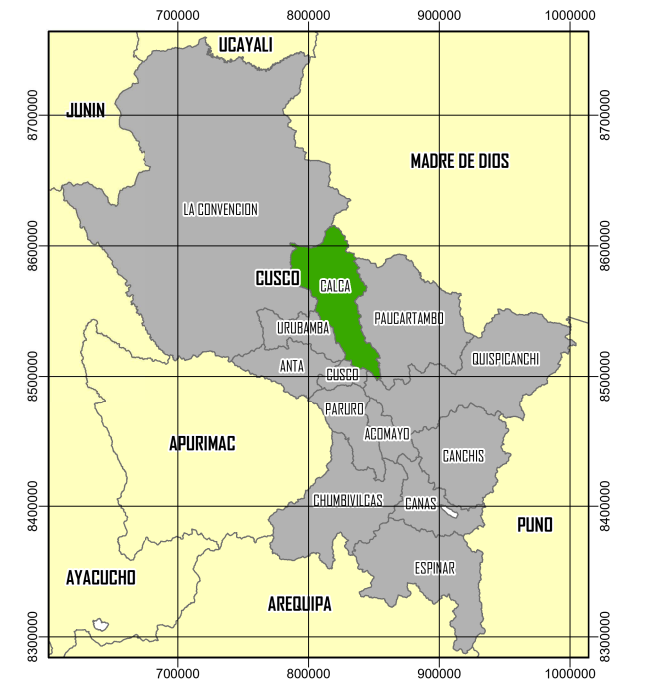 700000 800000 900000 1000000
UCAYALI
8700000 JUNIN 8700000
MADRE DE DIOS
LA CONVENCION
8600000 8600000
CUSCO
CALCA
PAUCARTAMBO
URUBAMBA
QUISPICANCHI
ANTA
CUSCO
8500000 8500000
PARURO
ACOMAYO
APURIMAC
CANCHIS
CHUMBIVILCAS
CANAS
8400000 8400000
PUNO
ESPINAR
AYACUCHO
AREQUIPA
8300000 8300000
700000 800000 900000 1000000